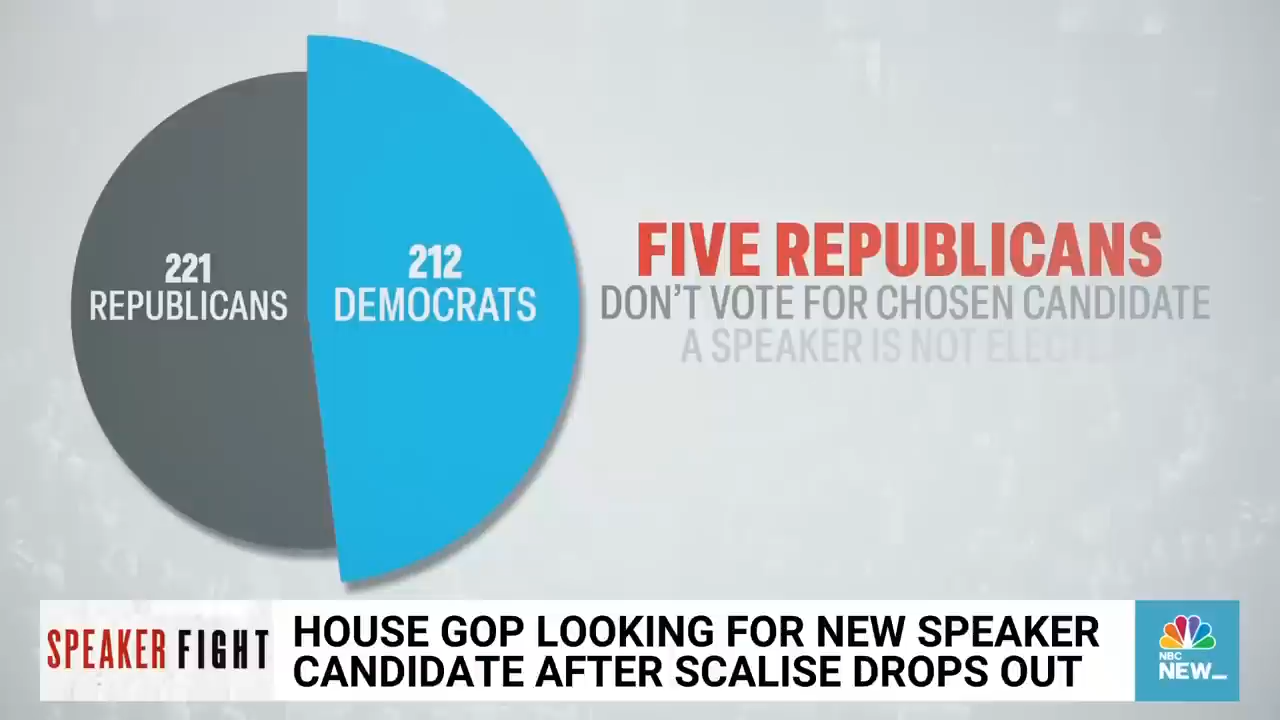 221
REPUBLICANS
212
DEMOCRATS
FIVE REPUBLICANS
DON'T VOTE FOR CHOSEN CANDIDATE
A SPEAKER IS NOT
SPEAKER FIGHT
HOUSE GOP LOOKING FOR NEW SPEAKER
CANDIDATE AFTER SCALISE DROPS OUT
NBC
NEW_